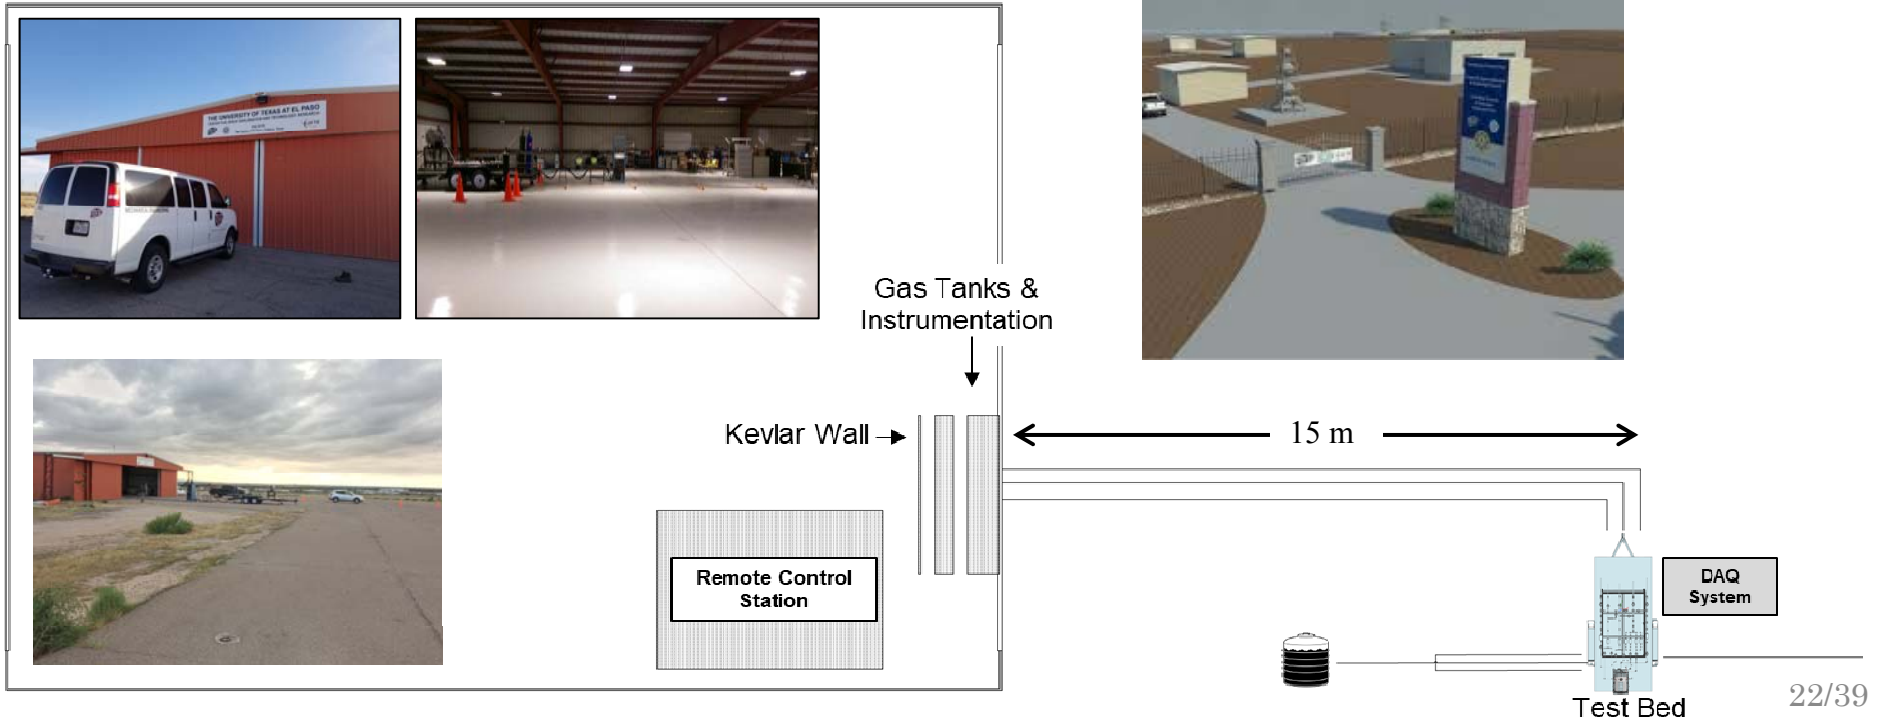 THE UNIVERSITY OF TEXAS AT EL PASO
Gas Tanks &
Instrumentation
Kevlar Wall
15 m
Remote Control
Station
DAQ
System
Test Bed
22/39